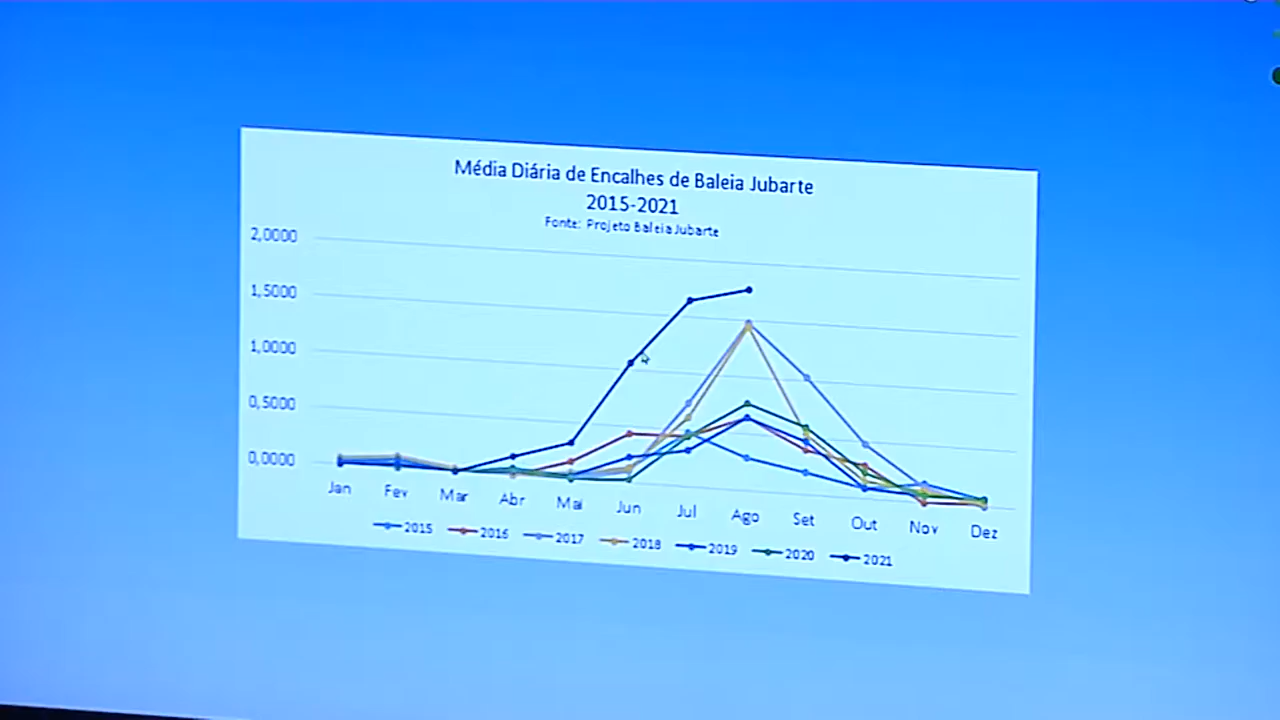 Média Diária de Encalhes de Baleia Jubarte
2015-2021
Fonte: Projeto Baleia Jubarte
2,0000
1,5000
1,0000
0,5000
0,0000
Jan Fev Mar Abr Mai Jun Jul Ago Set Out Nov Dez
2015 2016 2017 2018 2019 2020 2021